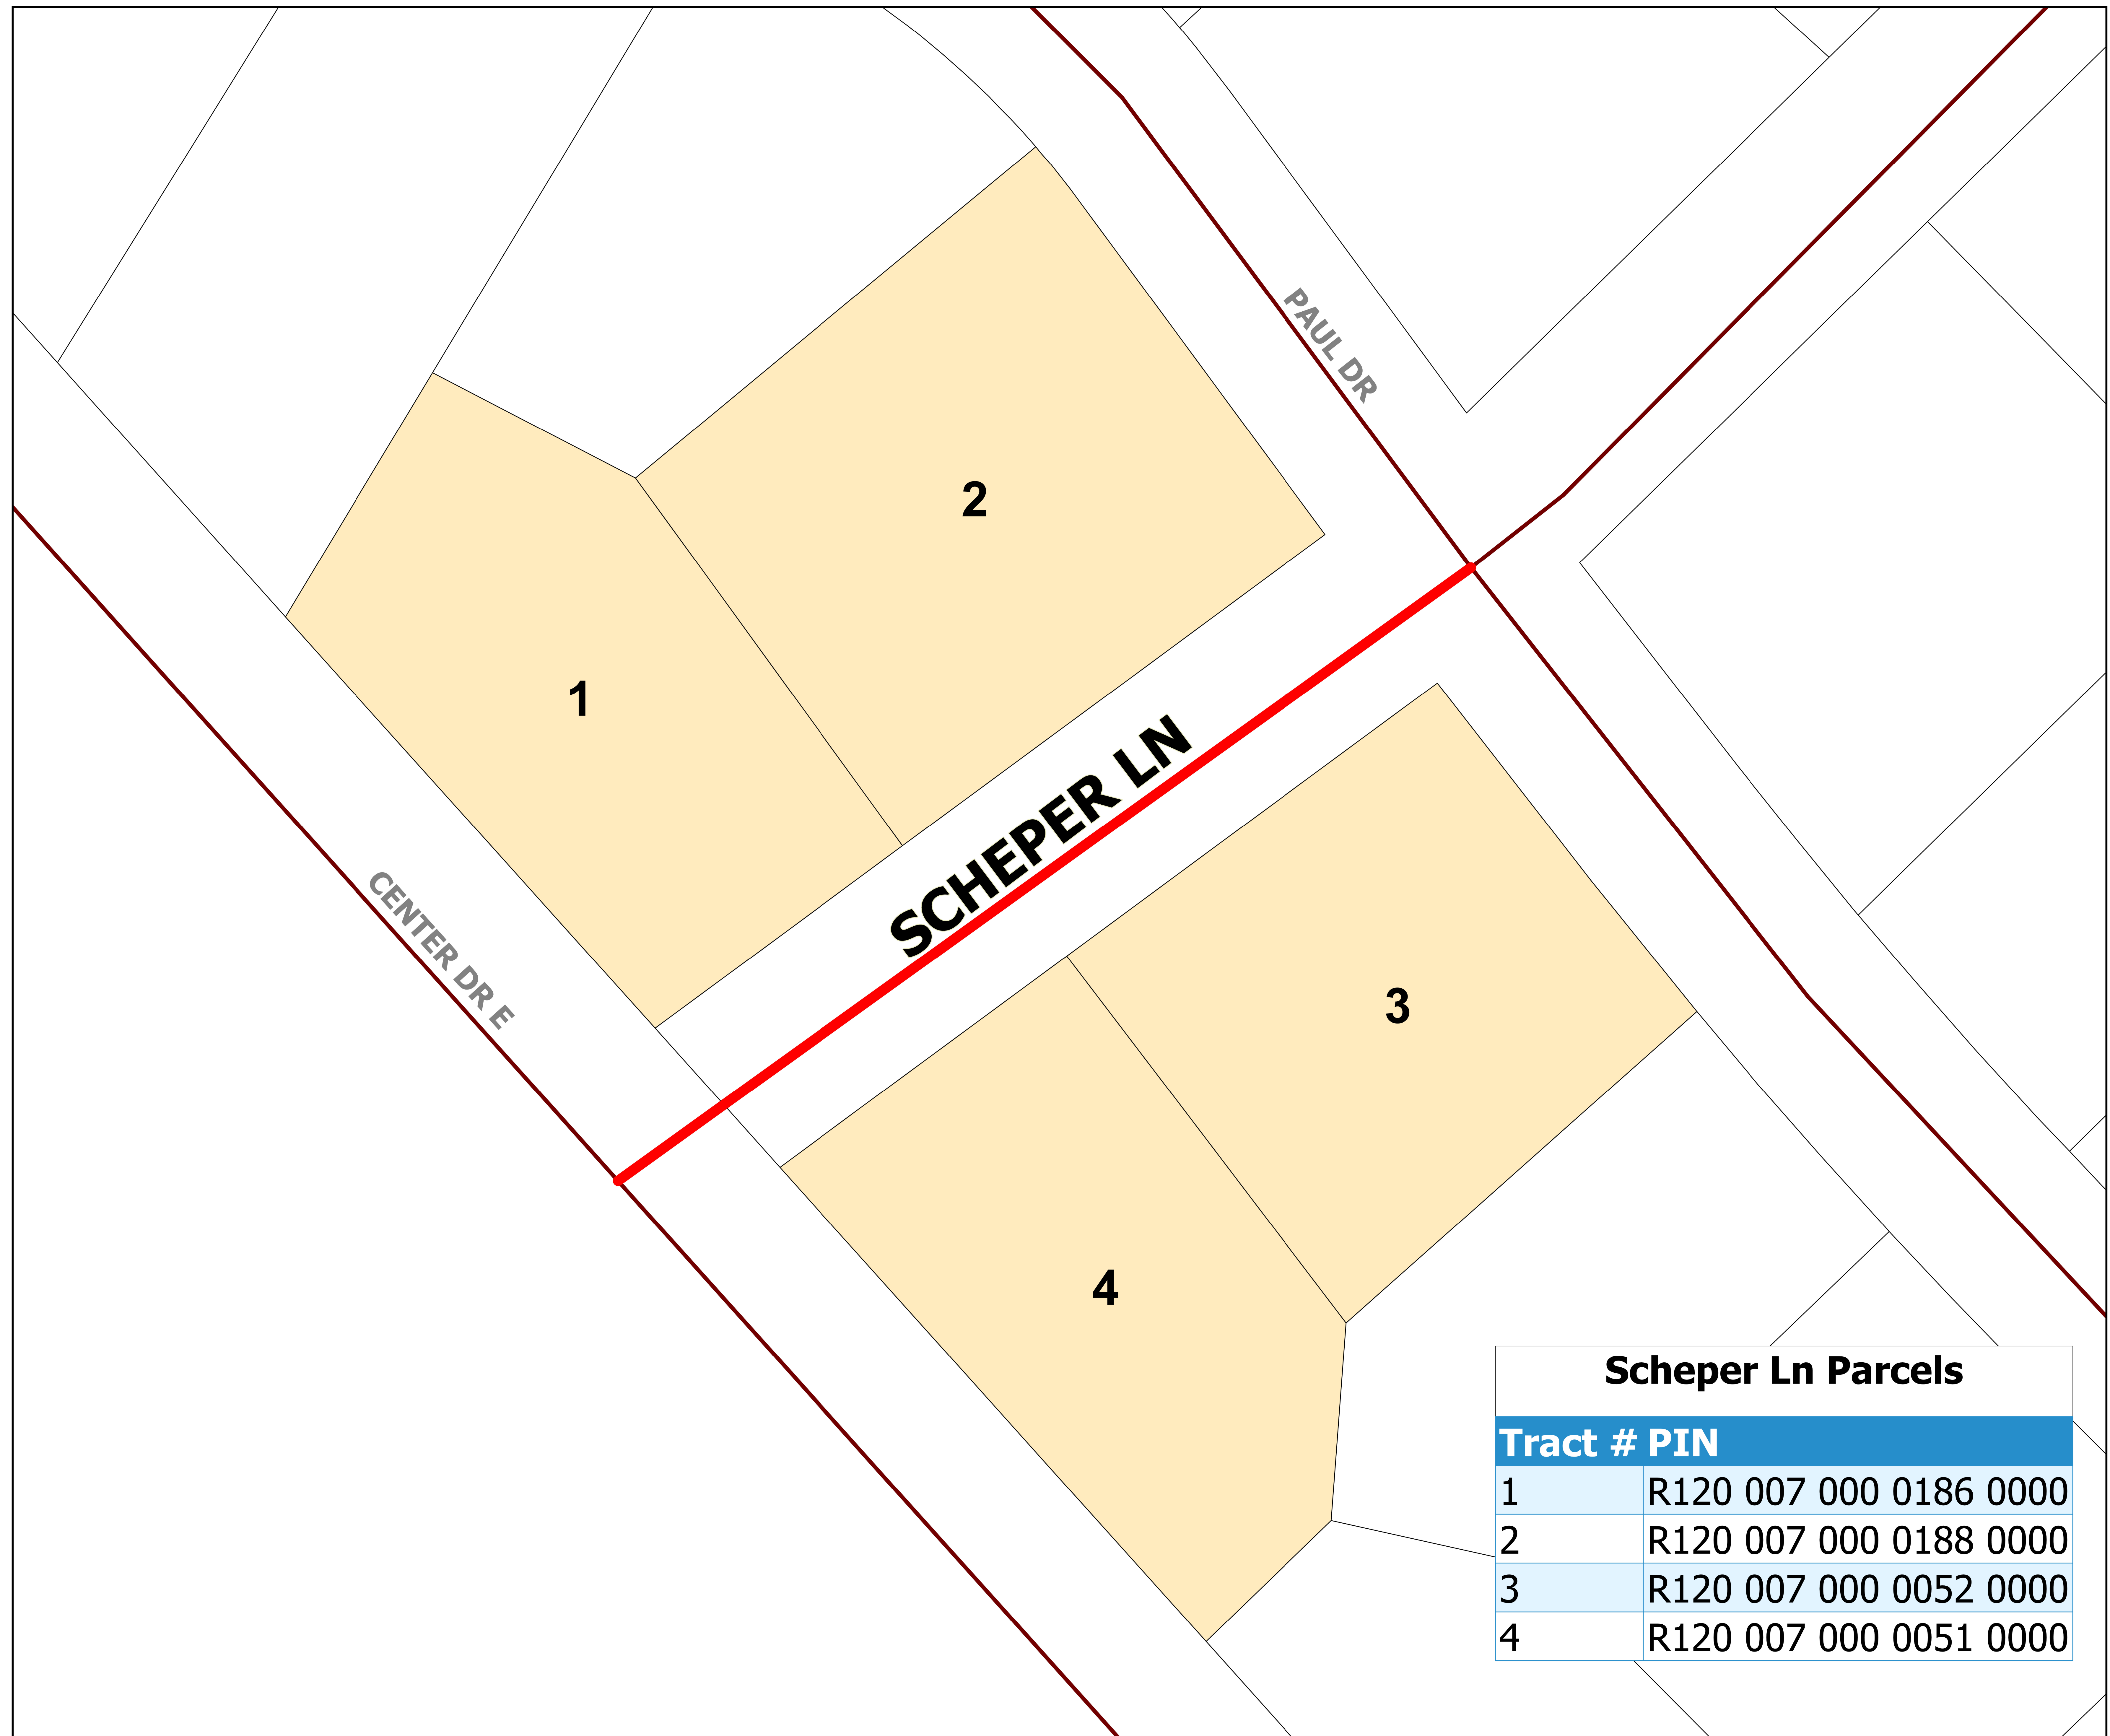 PAUL DR
2
1
SCHEPER LN
CENTER DR E
3
4
Scheper Ln Parcels
Tract # PIN
1 R120 007 000 0186 0000
2 R120 007 000 0188 0000
3 R120 007 000 0052 0000
4 R120 007 000 0051 0000